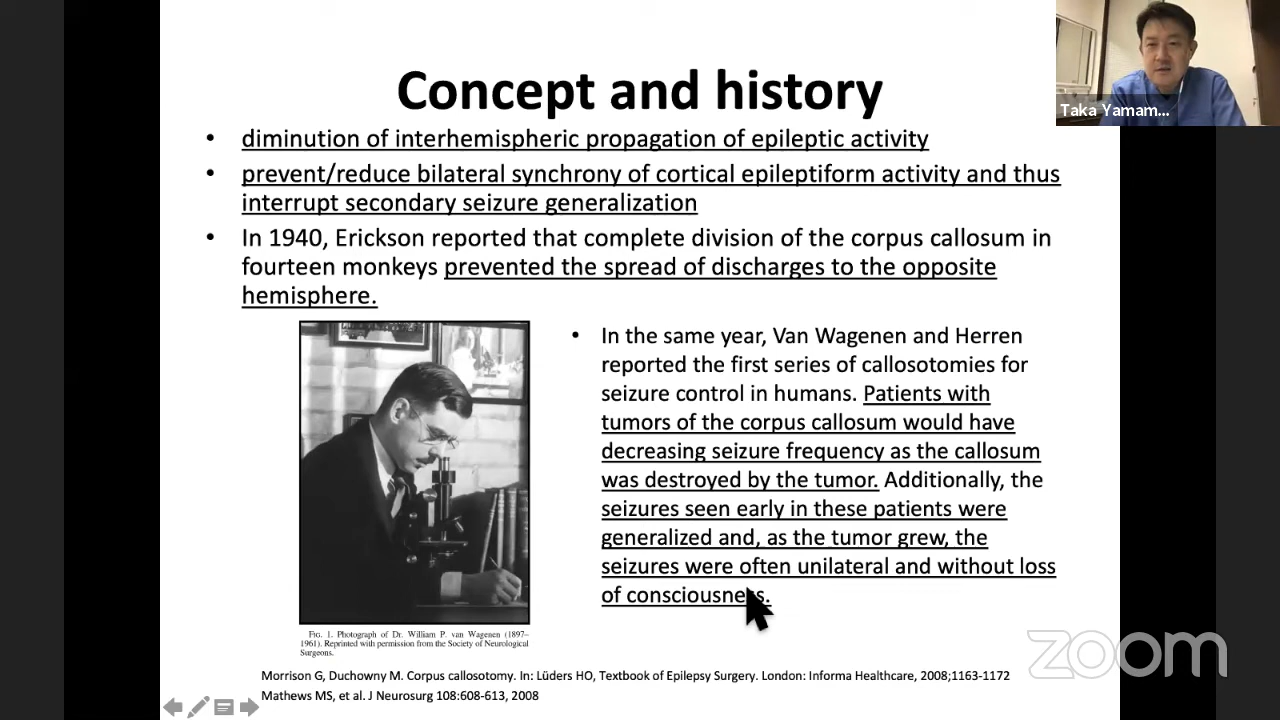 Concept and history
Taka Yamam...
• diminution of interhemispheric propagation of epileptic activity
• prevent/reduce bilateral synchrony of cortical epileptiform activity and thus
interrupt secondary seizure generalization
• In 1940, Erickson reported that complete division of the corpus callosum in
fourteen monkeys prevented the spread of discharges to the opposite
hemisphere.
• In the same year, Van Wagenen and Herren
reported the first series of callosotomies for
seizure control in humans. Patients with
tumors of the corpus callosum would have
decreasing seizure frequency as the callosum
was destroyed by the tumor. Additionally, the
seizures seen early in these patients were
generalized and, as the tumor grew, the
seizures were often unilateral and without loss
of consciousness.
FIG. 1. Photograph of Dr. William P. van Wagenen (1897–
1961). Reprinted with permission from the Society of Neurological
Surgeons.
Morrison G, Duchowny M. Corpus callosotomy. In: Lüders HO, Textbook of Epilepsy Surgery. London: Informa Healthcare, 2008;1163-1172
Mathews MS, et al. J Neurosurg 108:608-613, 2008
zoom